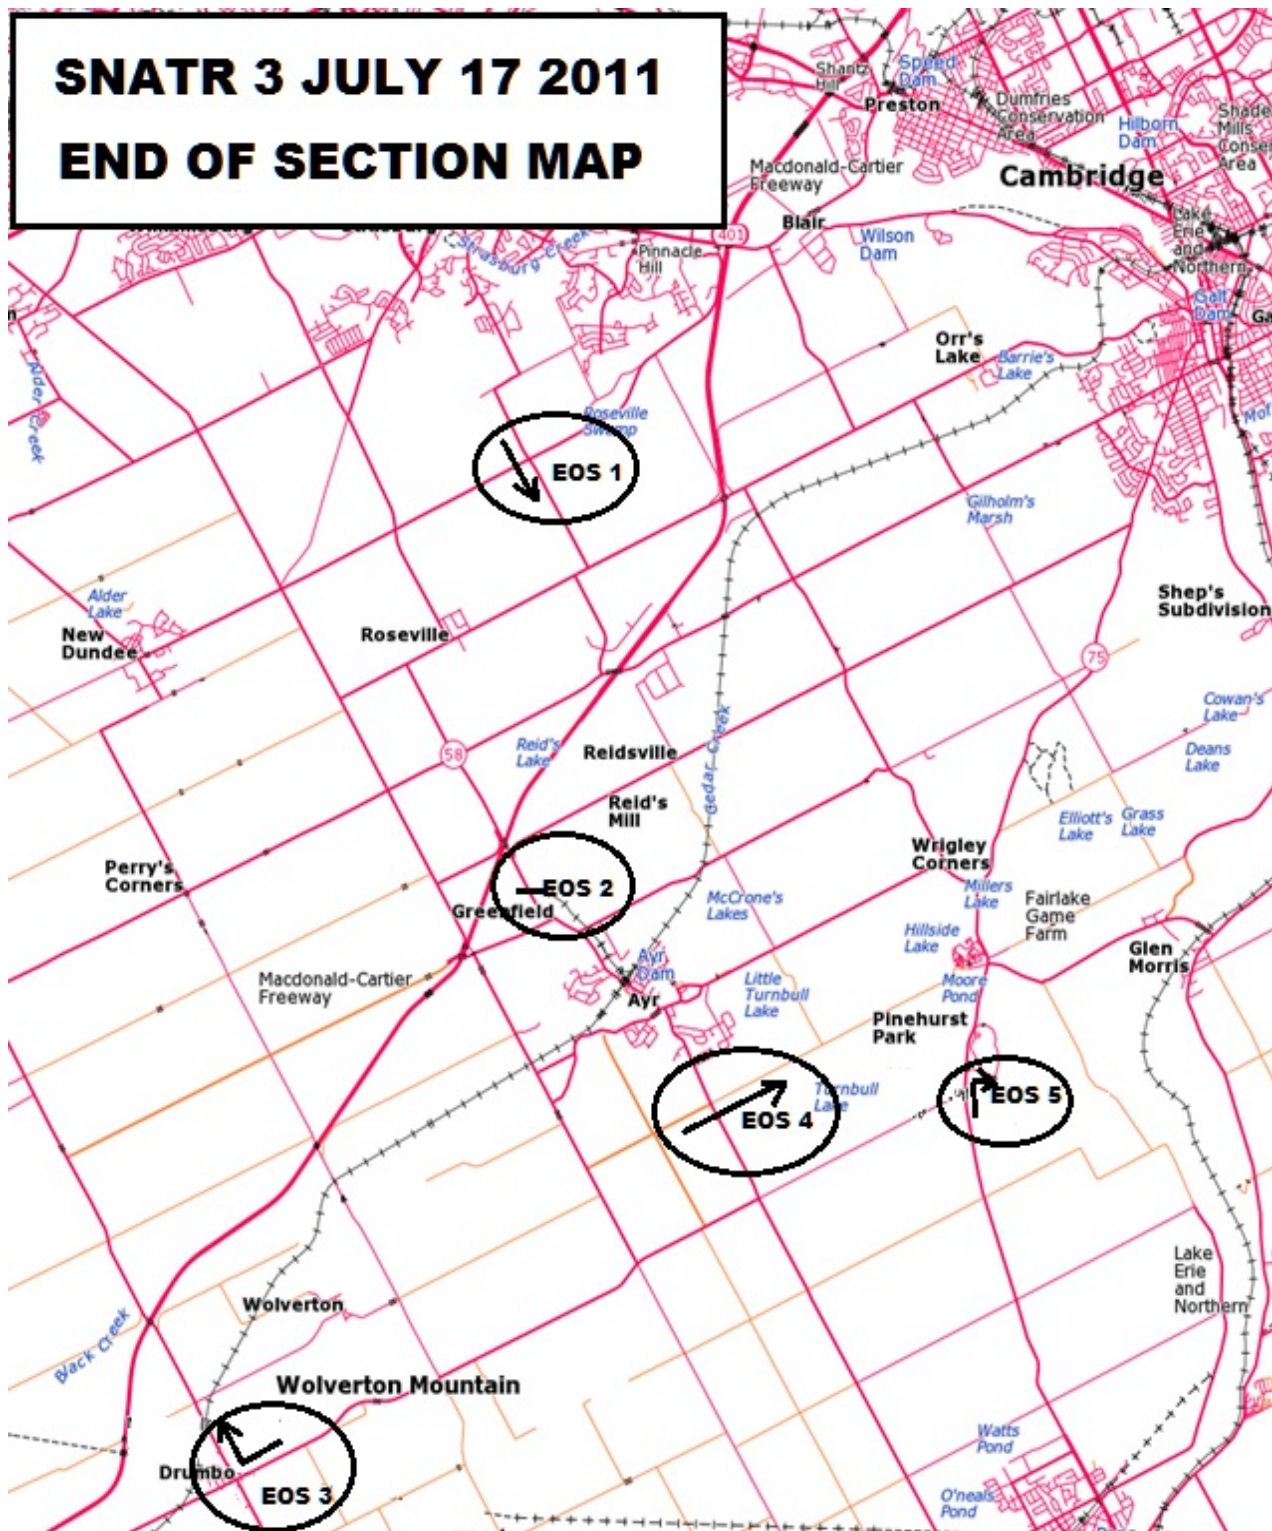 SNATR 3 JULY 17 2011
END OF SECTION MAP
Shantz
Hill
Speed
Dam
Preston
Dumfries
Conservation
Area
Hilborn
Dam
Shade
Mills
Conser
Area
Macdonald-Cartier
Freeway
Cambridge
Blair
401
Wilson
Dam
Lake
Erie
and
Northern
Strasburg Creek
Pinnacle
Hill
Galt
Dam
Ga
Orr's
Lake
Barrie's
Lake
Alder Creek
Roseville
Swamp
Mof
EOS 1
Gilholm's
Marsh
Alder
Lake
New
Dundee
Roseville
Shep's
Subdivision
75
Cowan's
Lake
58
Reid's
Lake
Reidsville
Cedar Creek
Deans
Lake
Reid's
Mill
Elliott's
Lake
Grass
Lake
Perry's
Corners
Wrigley
Corners
EOS 2
Greenfield
McCrone's
Lakes
Millers
Lake
Fairlake
Game
Farm
Hillside
Lake
Glen
Morris
Macdonald-Cartier
Freeway
Ayr
Dam
Ayr
Little
Turnbull
Lake
Moore
Pond
Pinehurst
Park
Turnbull
Lake
EOS 4
EOS 5
Lake
Erie
and
Northern
Wolverton
Black Creek
Wolverton Mountain
Drumbo
EOS 3
Watts
Pond
O'neals
Pond